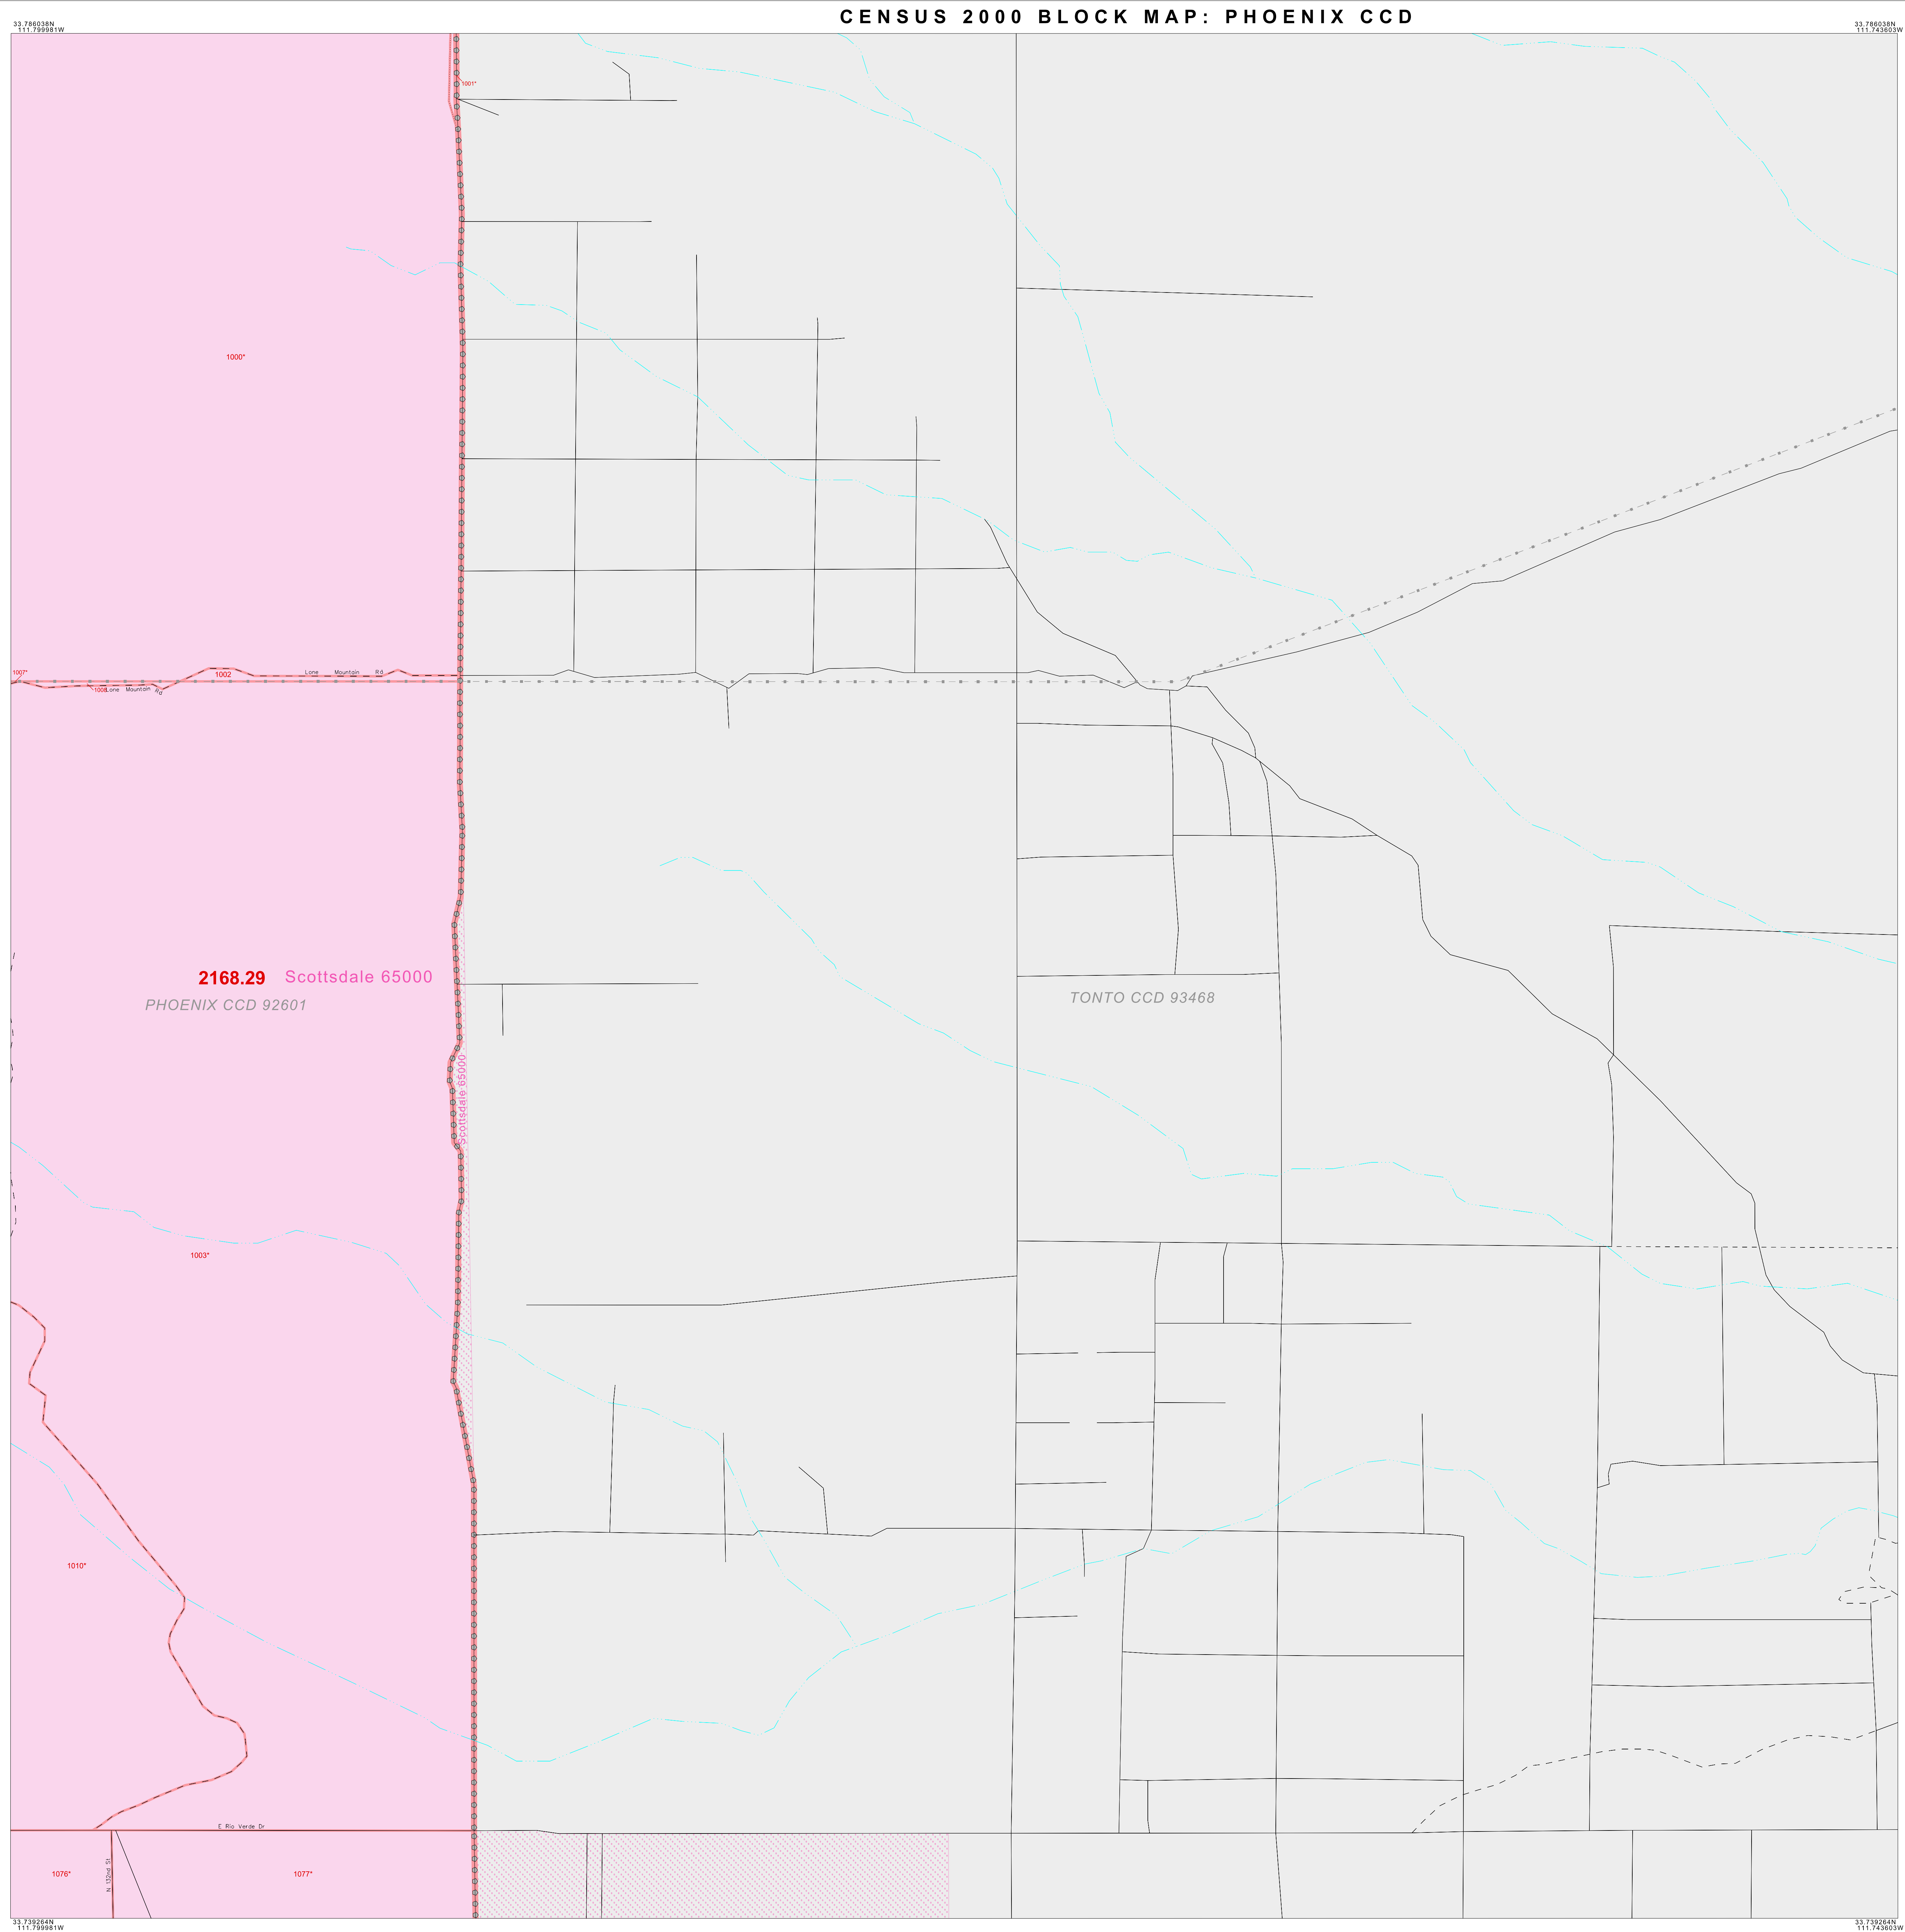 CENSUS 2000 BLOCK MAP: PHOENIX CCD
33.786038N
111.799981W
33.786038N
111.743603W
1001*
1000*
1007*
1002
Lone Mountain Rd
1008
Lone Mountain Rd
2168.29 Scottsdale 65000
PHOENIX CCD 92601
TONTO CCD 93468
Scottsdale 65000
1003*
1010*
E Rio Verde Dr
1076*
N 132nd St
1077*
33.739264N
111.799981W
33.739264N
111.743603W